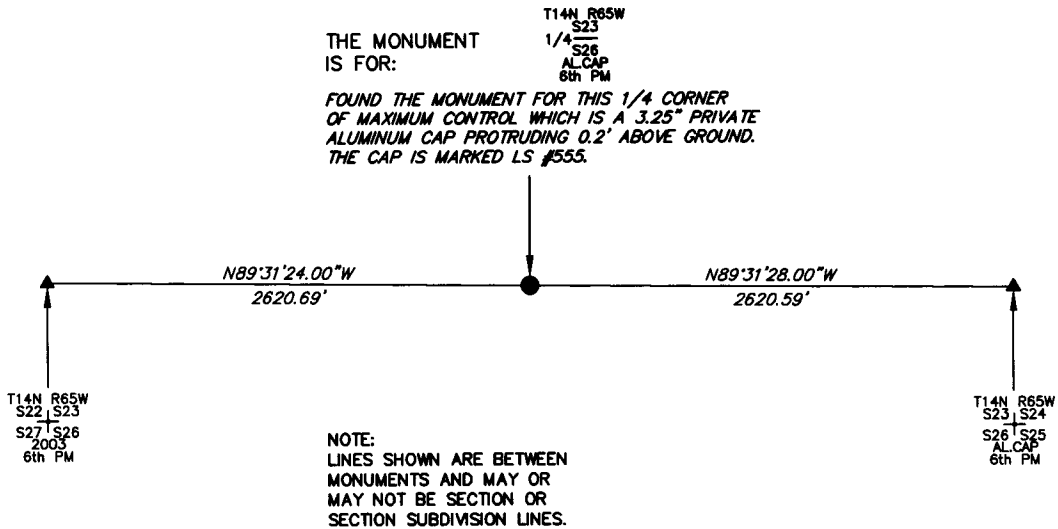 THE MONUMENT
IS FOR:
T14N R65W
S23
1/4
S26
AL.CAP
6th PM
FOUND THE MONUMENT FOR THIS 1/4 CORNER
OF MAXIMUM CONTROL WHICH IS A 3.25" PRIVATE
ALUMINUM CAP PROTRUDING 0.2' ABOVE GROUND.
THE CAP IS MARKED LS #555.
N89°31'24.00"W
2620.69'
N89°31'28.00"W
2620.59'
T14N R65W
S22 S23
S27 S26
2003
6th PM
T14N R65W
S23 S24
S26 S25
AL.CAP
6th PM
NOTE:
LINES SHOWN ARE BETWEEN
MONUMENTS AND MAY OR
MAY NOT BE SECTION OR
SECTION SUBDIVISION LINES.